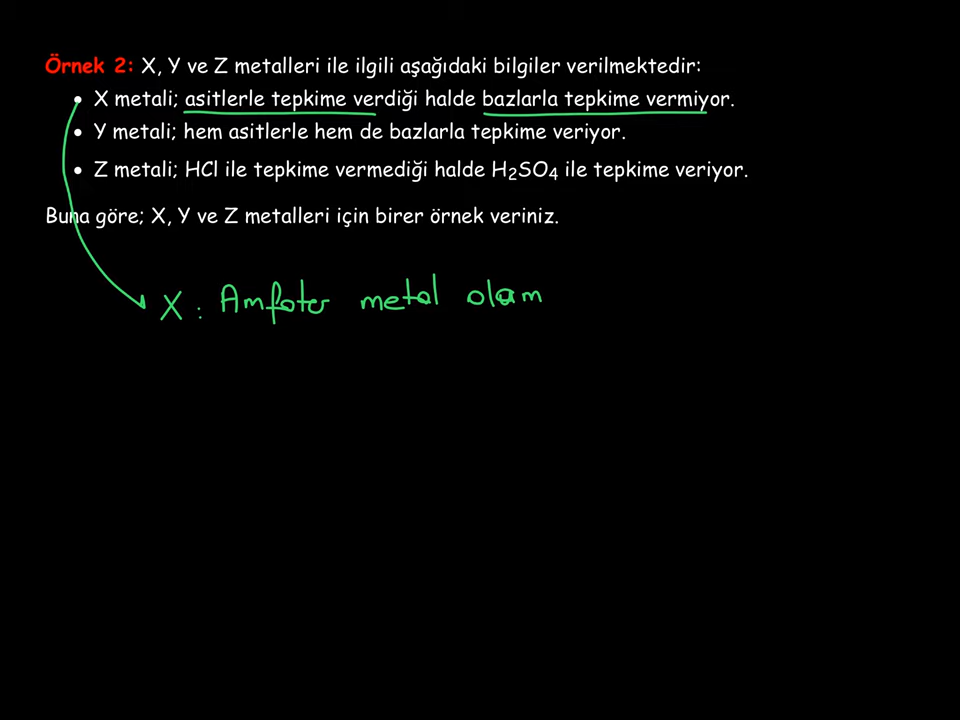 Örnek 2: X, Y ve Z metalleri ile ilgili aşağıdaki bilgiler verilmektedir:
• X metali; asitlerle tepkime verdiği halde bazlarla tepkime vermiyor.
• Y metali; hem asitlerle hem de bazlarla tepkime veriyor.
• Z metali; HCl ile tepkime vermediği halde H₂SO₄ ile tepkime veriyor.
Buna göre; X, Y ve Z metalleri için birer örnek veriniz.
X: Amfoter metal olam